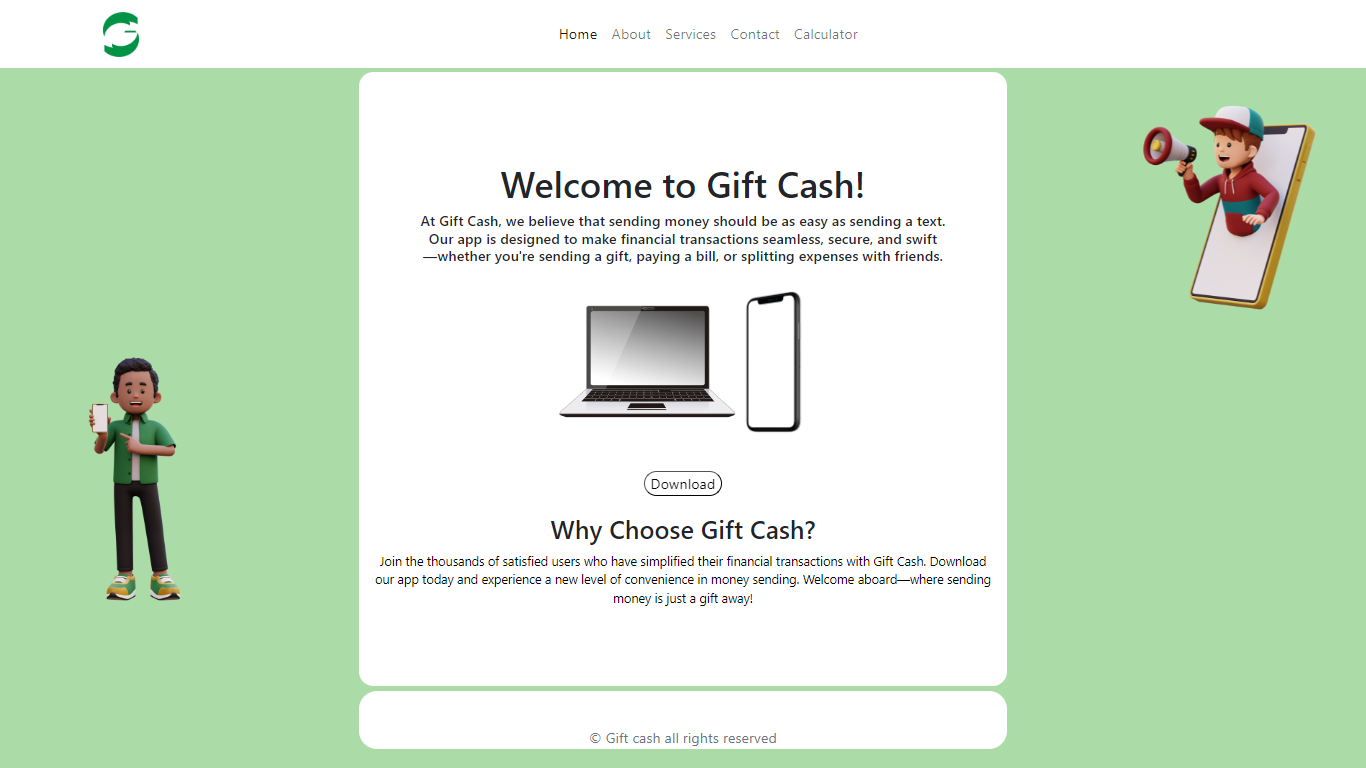 Home About Services Contact Calculator
Welcome to Gift Cash!
At Gift Cash, we believe that sending money should be as easy as sending a text.
Our app is designed to make financial transactions seamless, secure, and swift
—whether you're sending a gift, paying a bill, or splitting expenses with friends.
Download
Why Choose Gift Cash?
Join the thousands of satisfied users who have simplified their financial transactions with Gift Cash. Download
our app today and experience a new level of convenience in money sending. Welcome aboard—where sending
money is just a gift away!
© Gift cash all rights reserved